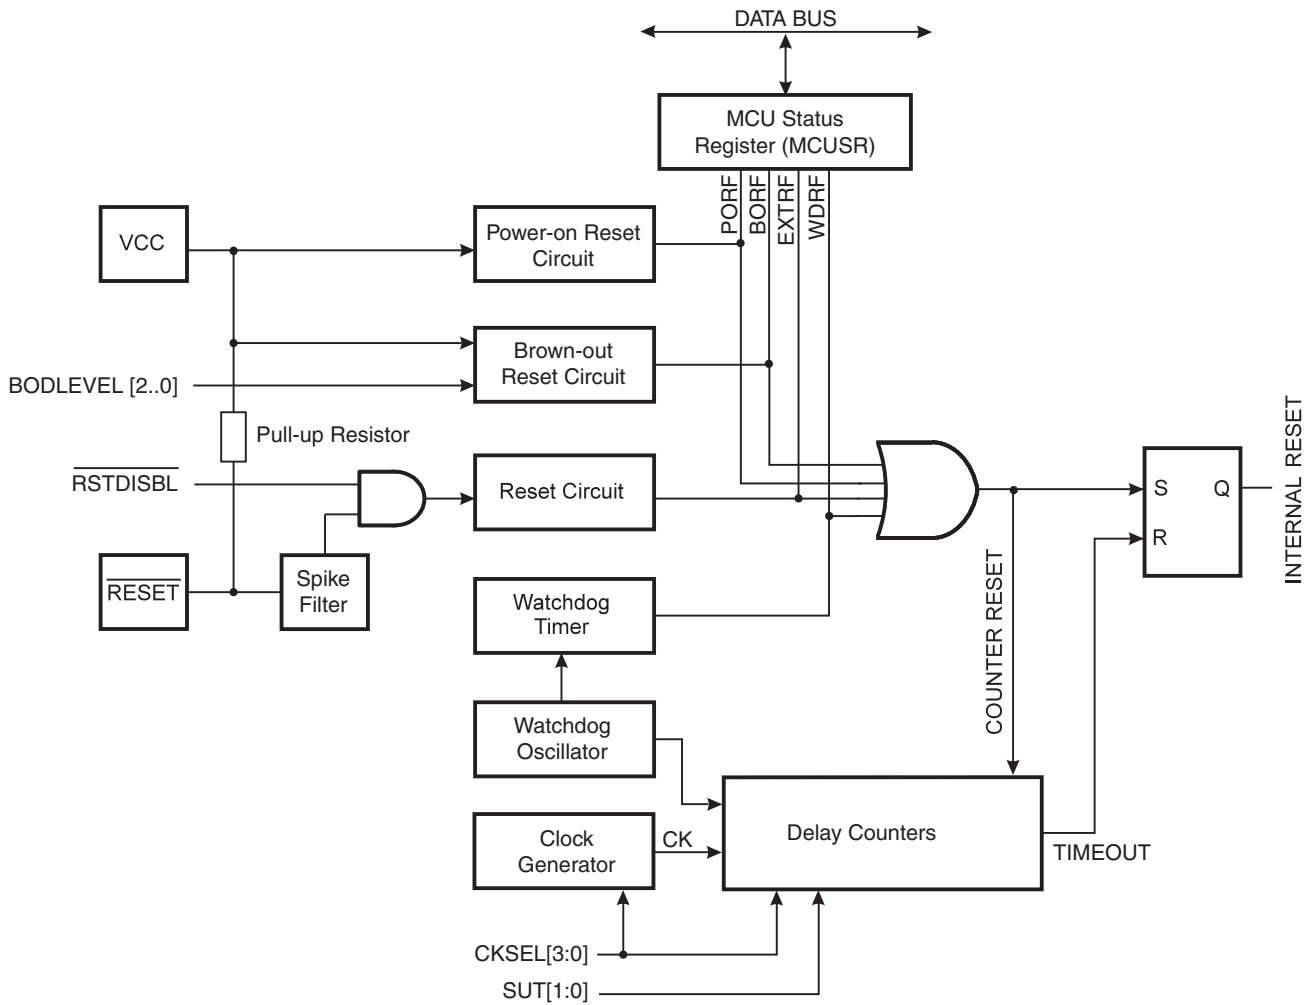 DATA BUS
MCU Status
Register (MCUSR)
PORF
BORF
EXTRF
WDRF
VCC
Power-on Reset
Circuit
Brown-out
Reset Circuit
BODLEVEL [2..0]
Pull-up Resistor
RSTDISBL
Reset Circuit
S
Q
R
INTERNAL RESET
RESET
Spike
Filter
Watchdog
Timer
COUNTER RESET
Watchdog
Oscillator
Clock
Generator
CK
Delay Counters
TIMEOUT
CKSEL[3:0]
SUT[1:0]